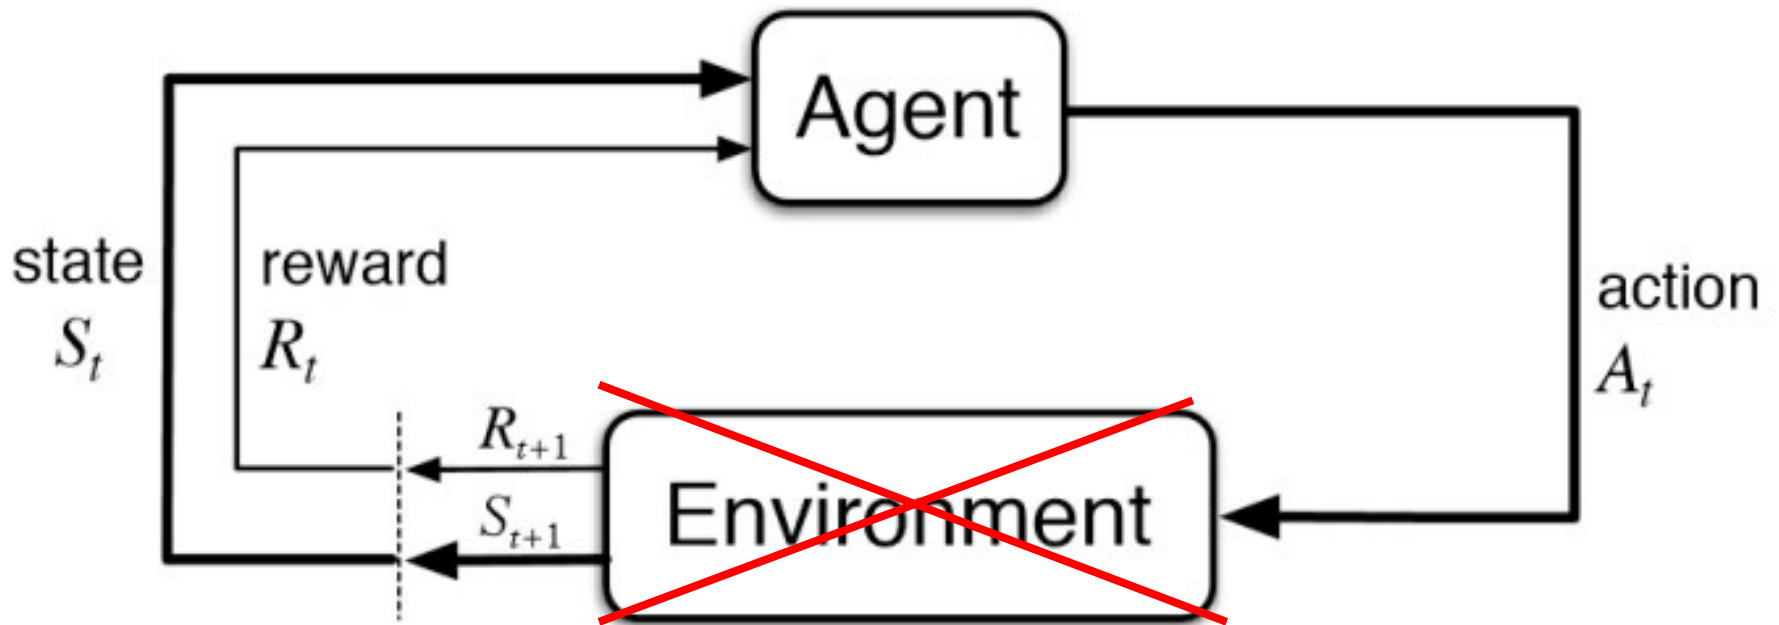 Agent
state
S_t
reward
R_t
action
A_t
R_{t+1}
S_{t+1}
Environment